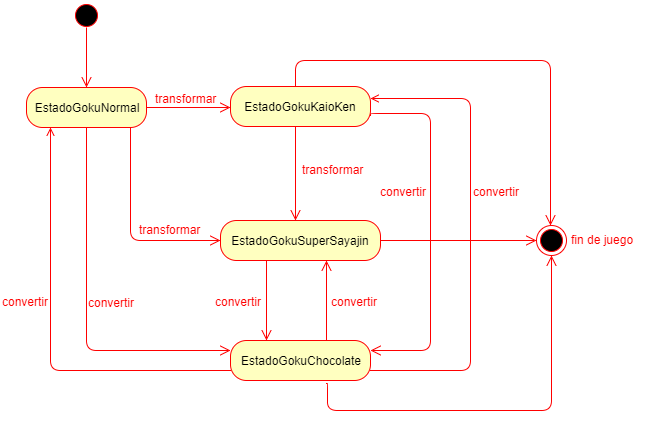 transformar
EstadoGokuNormal
EstadoGokuKaioKen
transformar
convertir
convertir
transformar
EstadoGokuSuperSayajin
fin de juego
convertir
convertir
convertir
convertir
EstadoGokuChocolate